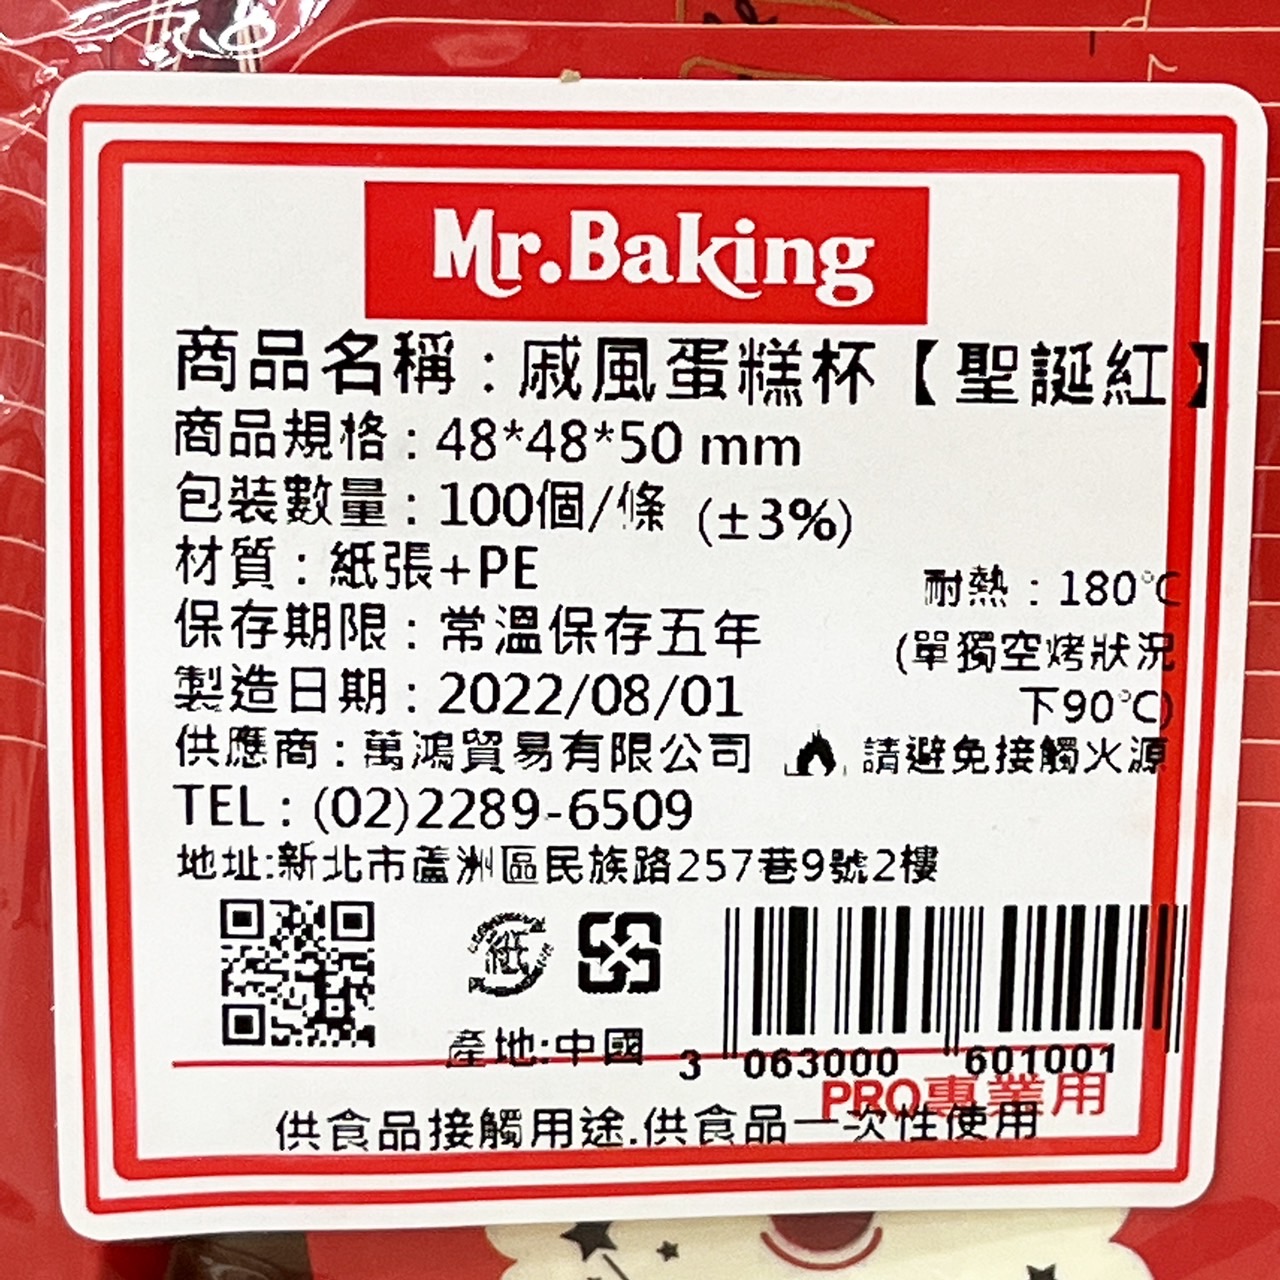 Mr.Baking
商品名稱：戚風蛋糕杯【聖誕紅】
商品規格：48*48*50 mm
包裝數量：100個/條 (±3%)
材質：紙張+PE
耐熱：180℃
保存期限：常溫保存五年
(單獨空烤狀況
製造日期：2022/08/01
下90℃)
供應商：萬鴻貿易有限公司
請避免接觸火源
TEL：(02)2289-6509
地址:新北市蘆洲區民族路257巷9號2樓
紙
產地:中國
3 063000 601001
PRO專業用
供食品接觸用途.供食品一次性使用